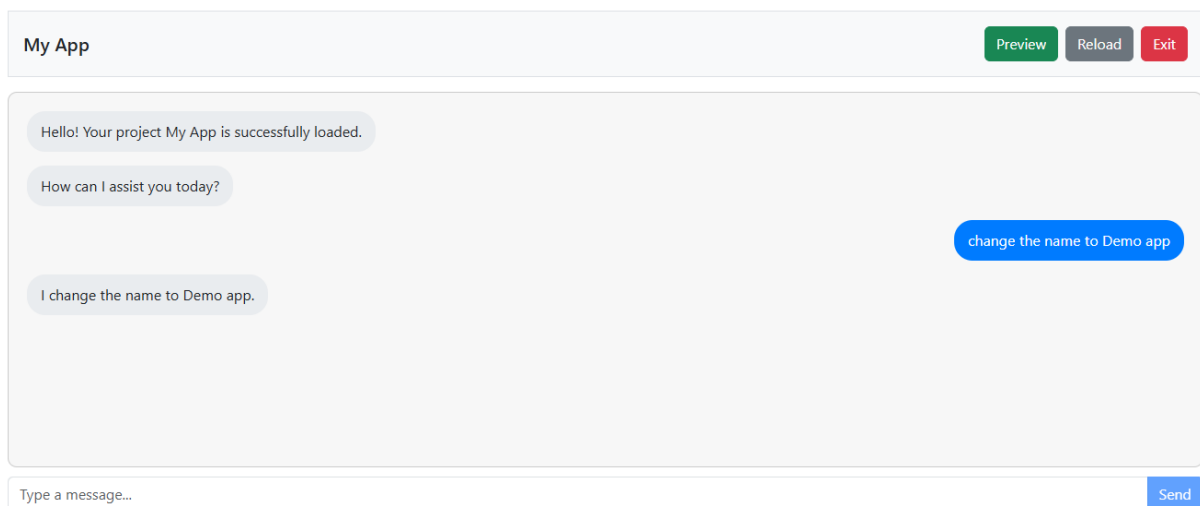 My App
Preview
Reload
Exit
Hello! Your project My App is successfully loaded.
How can I assist you today?
change the name to Demo app
I change the name to Demo app.
Type a message...
Send